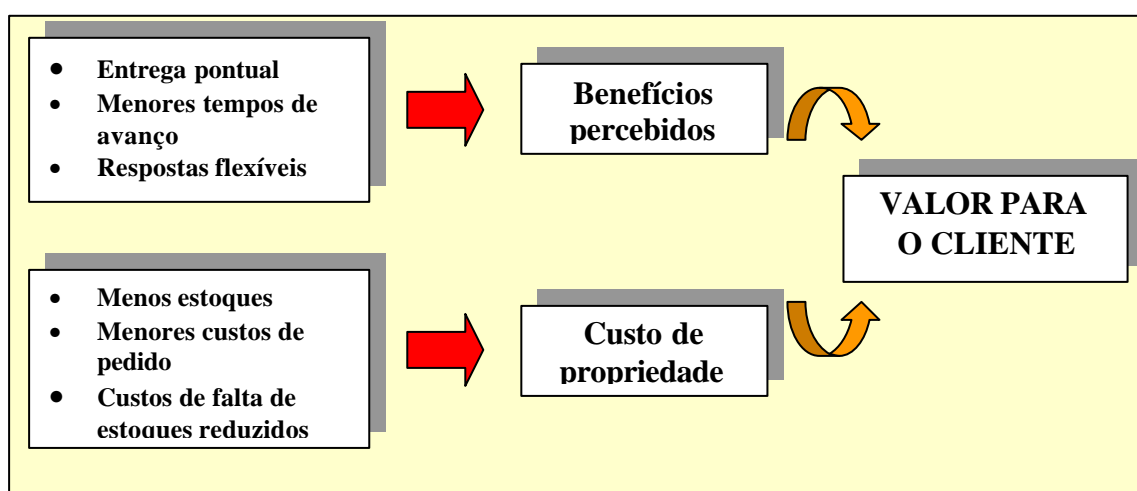 • Entrega pontual
• Menores tempos de
avanço
• Respostas flexíveis
Benefícios
percebidos
VALOR PARA
O CLIENTE
• Menos estoques
• Menores custos de
pedido
• Custos de falta de
estoques reduzidos
Custo de
propriedade